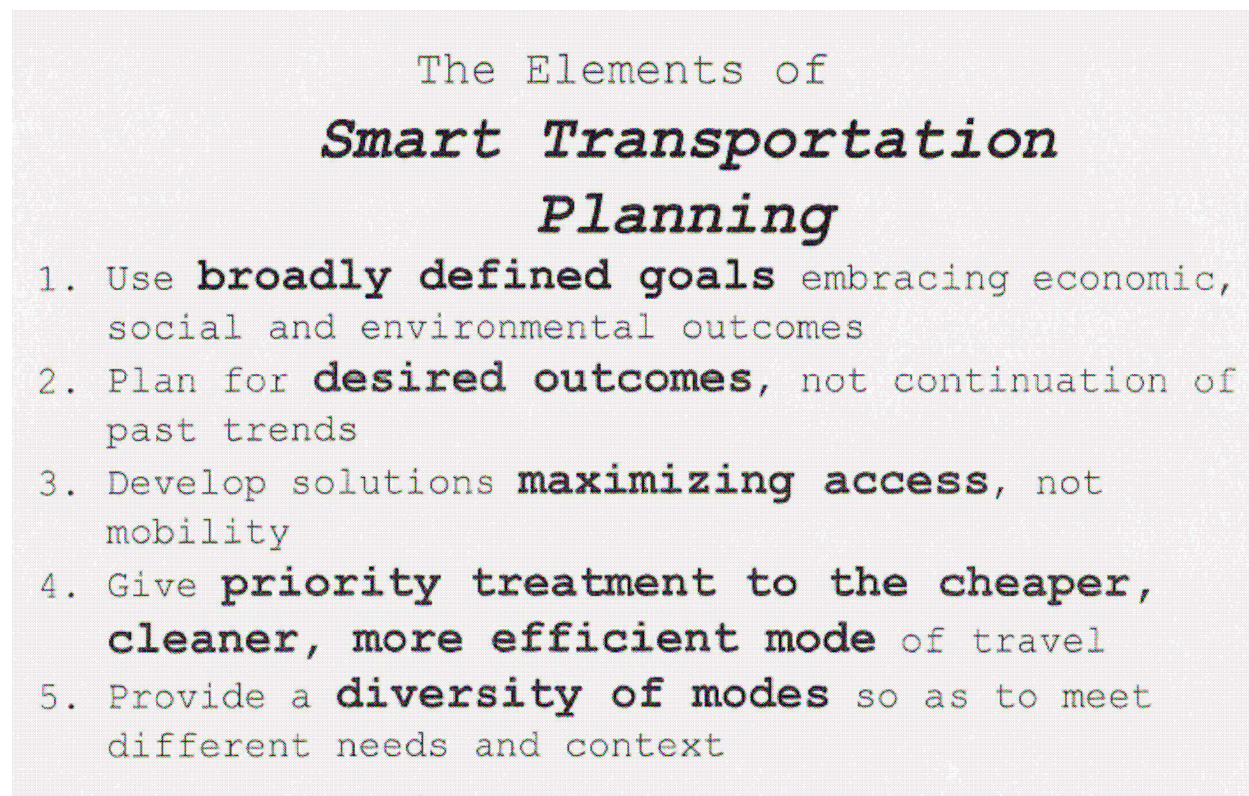 The Elements of
Smart Transportation
Planning
1. Use broadly defined goals embracing economic,
social and environmental outcomes
2. Plan for desired outcomes, not continuation of
past trends
3. Develop solutions maximizing access, not
mobility
4. Give priority treatment to the cheaper,
cleaner, more efficient mode of travel
5. Provide a diversity of modes so as to meet
different needs and context